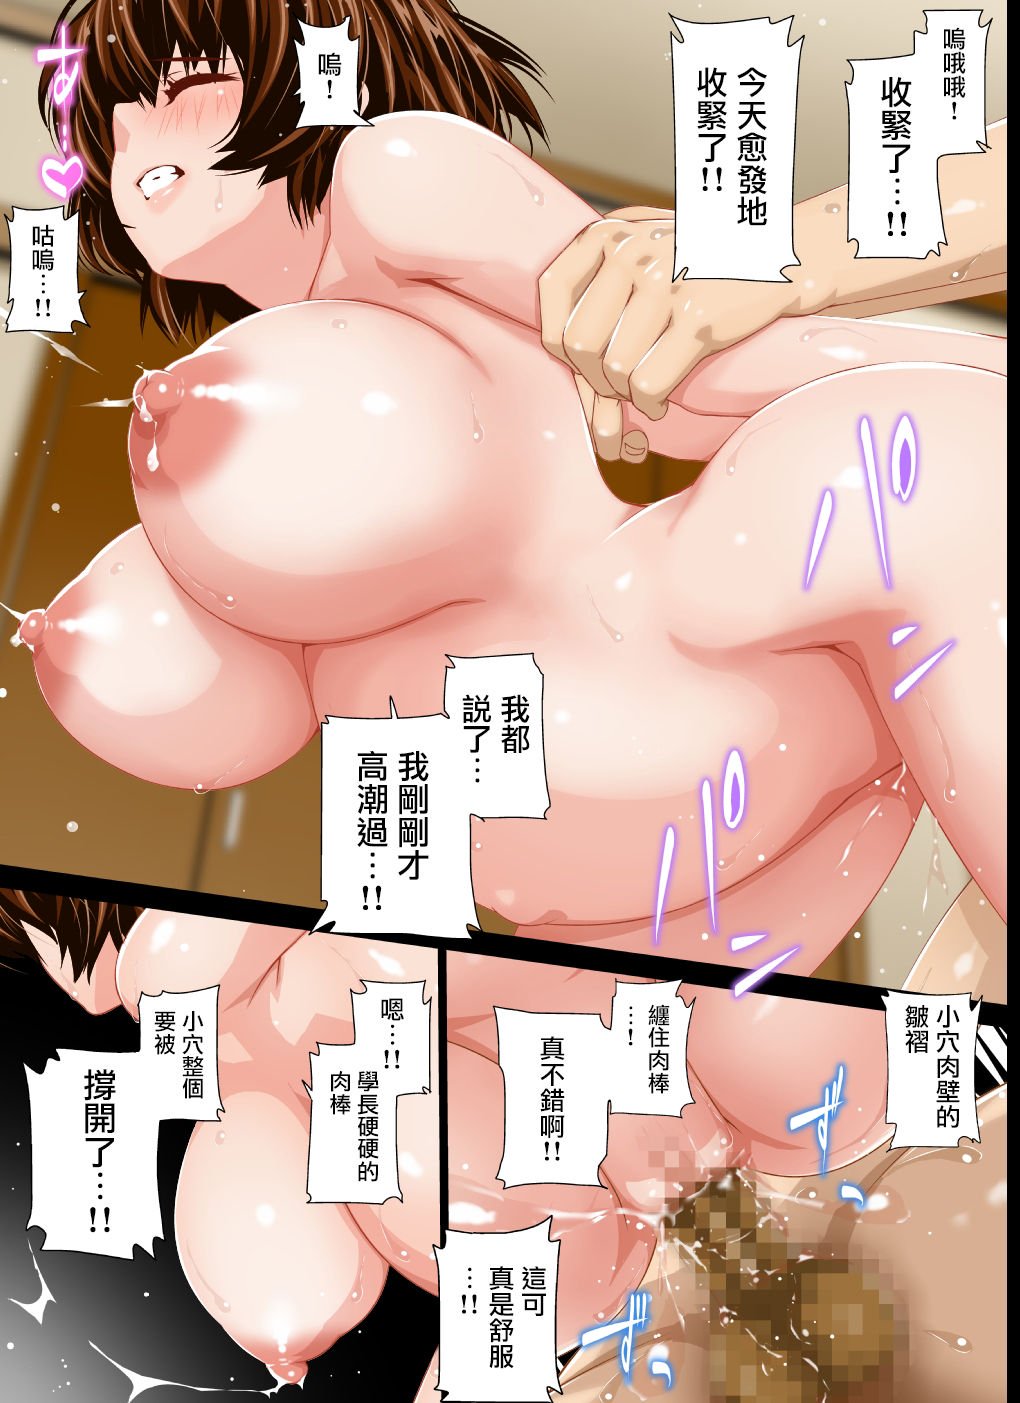 嗚哦哦！
收緊了…!!
今天愈發地
收緊了!!
嗚！
あ…♥
咕嗚…!!
パン
パン
我都
説了…
我剛剛才
高潮過…!!
小穴肉壁的
皺褶
纏住肉棒
…！
真不錯啊!!
ずっ
ずっ
這可
真是舒服
…!!
嗯…!!
學長硬硬的
肉棒
小穴整個
要被
撐開了…!!